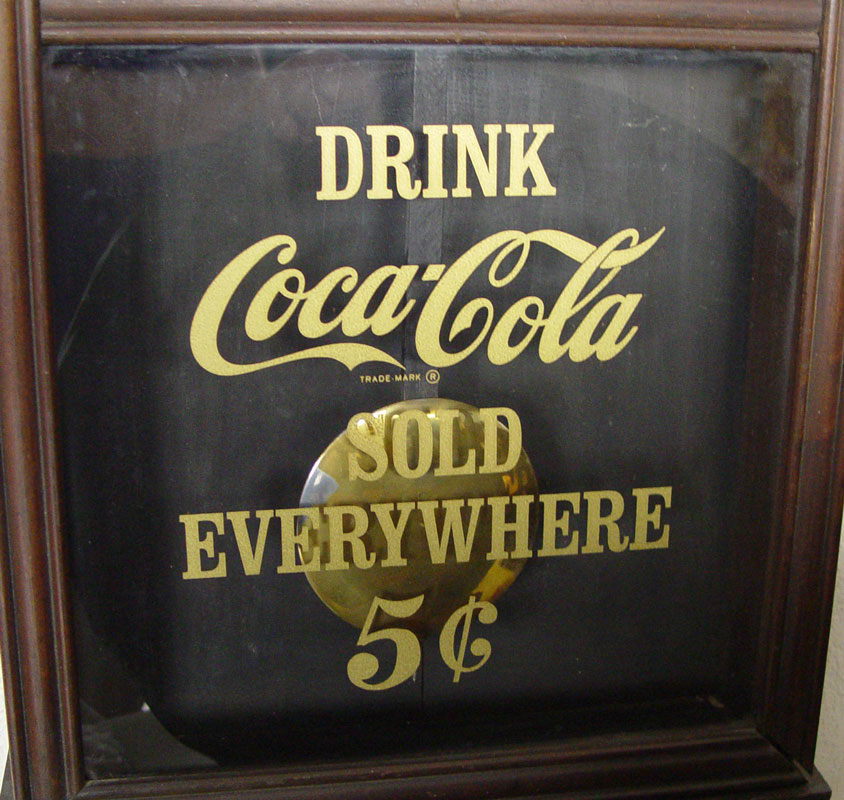 DRINK
Coca-Cola
TRADE-MARK ®
SOLD
EVERYWHERE
5¢